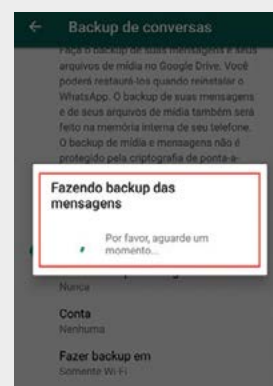 Backup de conversas
Faça o backup de suas mensagens e seus
arquivos de mídia no Google Drive. Você
poderá restaurá-los quando reinstalar o
WhatsApp. O backup de suas mensagens
e de seus arquivos de mídia também será
feito na memória interna de seu telefone.
O backup de mídia e mensagens não é
protegido pela criptografia de ponta-a-
Fazendo backup das
mensagens
Por favor, aguarde um
momento...
Nunca
Conta
Nenhuma
Fazer backup em
Somente Wi-Fi